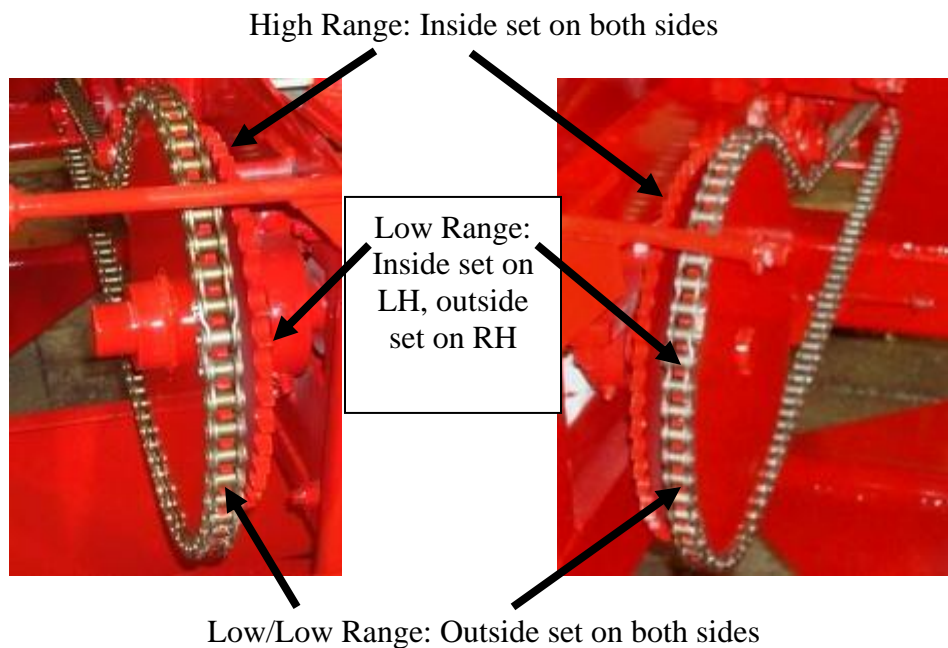 High Range: Inside set on both sides
Low Range:
Inside set on
LH, outside
set on RH
Low/Low Range: Outside set on both sides